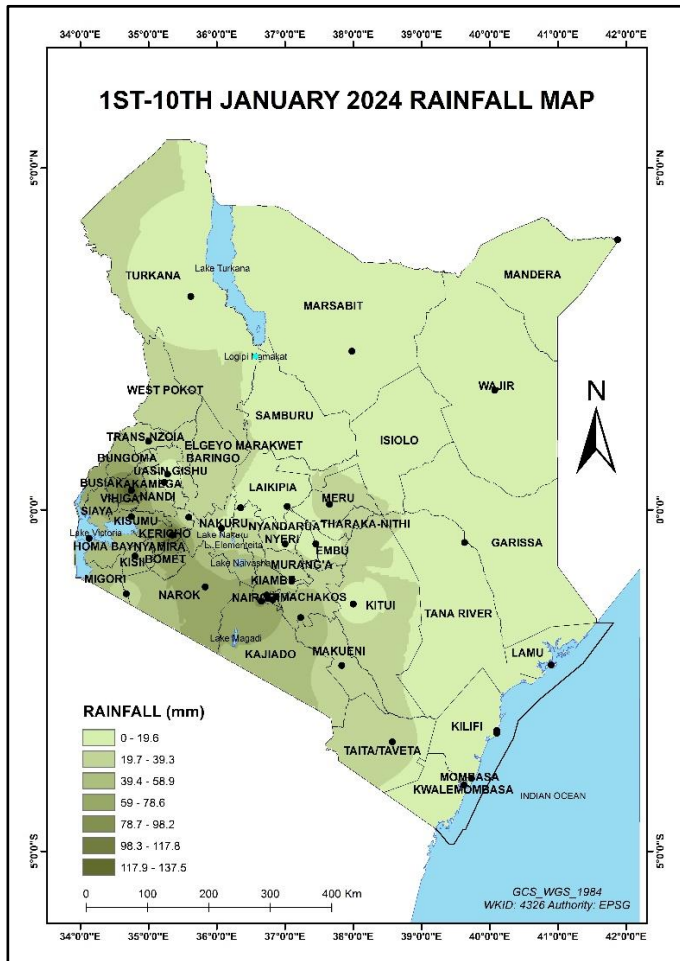 34°0'0"E 35°0'0"E 36°0'0"E 37°0'0"E 38°0'0"E 39°0'0"E 40°0'0"E 41°0'0"E 42°0'0"E
1ST-10TH JANUARY 2024 RAINFALL MAP
5°0'0"N 5°0'0"N
TURKANA
Lake Turkana
MANDERA
MARSABIT
Logipi Namakat
WAJIR
N
WEST POKOT
SAMBURU
ISIOLO
TRANS NZOIA
ELGEYO MARAKWET
BUNGOMA
BARINGO
UASIN GISHU
BUSIA
KAKAMEGA
LAIKIPIA
MERU
VIHIGA
NANDI
SIAYA
0°0'0" 0°0'0"
KISUMU
NAKURU
NYANDARUA
THARAKA-NITHI
Lake Victoria
KERICHO
Lake Nakuru
NYERI
GARISSA
HOMA BAY
NYAMIRA
L. Elementeita
EMBU
KISII
BOMET
Lake Naivasha
MURANG'A
MIGORI
KIAMBU
NAROK
NAIROBI
MACHAKOS
KITUI
TANA RIVER
Lake Magadi
KAJIADO
MAKUENI
LAMU
RAINFALL (mm)
0 - 19.6
19.7 - 39.3
39.4 - 58.9
59 - 78.6
78.7 - 98.2
98.3 - 117.8
117.9 - 137.5
KILIFI
TAITA/TAVETA
MOMBASA
KWALE
MOMBASA
INDIAN OCEAN
5°0'0"S 5°0'0"S
0 100 200 400 Km
GCS_WGS_1984
WKID: 4326 Authority: EPSG
34°0'0"E 35°0'0"E 36°0'0"E 37°0'0"E 38°0'0"E 39°0'0"E 40°0'0"E 41°0'0"E 42°0'0"E